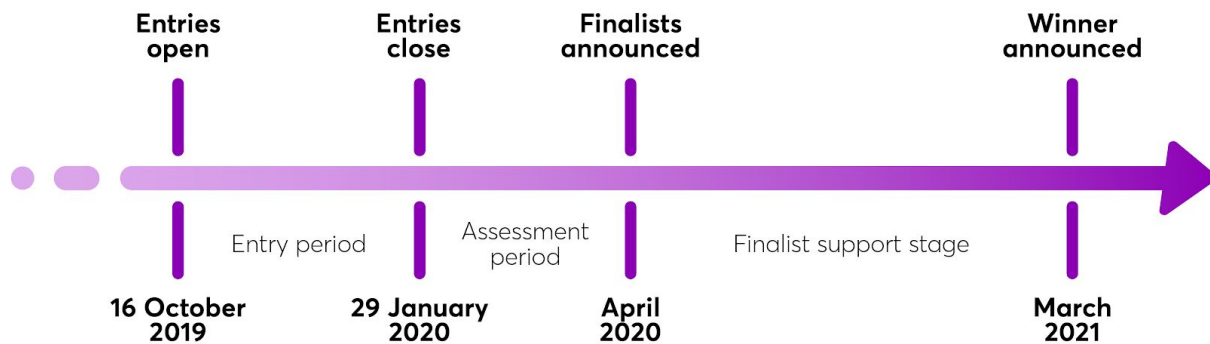 Entries
open
Entries
close
Finalists
announced
Winner
announced
Entry period
Assessment
period
Finalist support stage
16 October
2019
29 January
2020
April
2020
March
2021